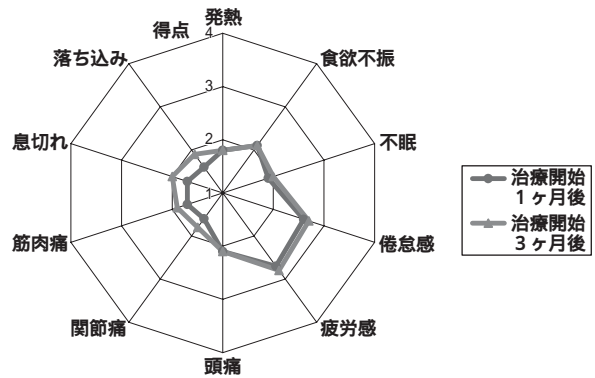 発熱
得点
4
落ち込み
食欲不振
3
息切れ
2
不眠
1
治療開始
1ヶ月後
治療開始
3ヶ月後
筋肉痛
倦怠感
関節痛
疲労感
頭痛